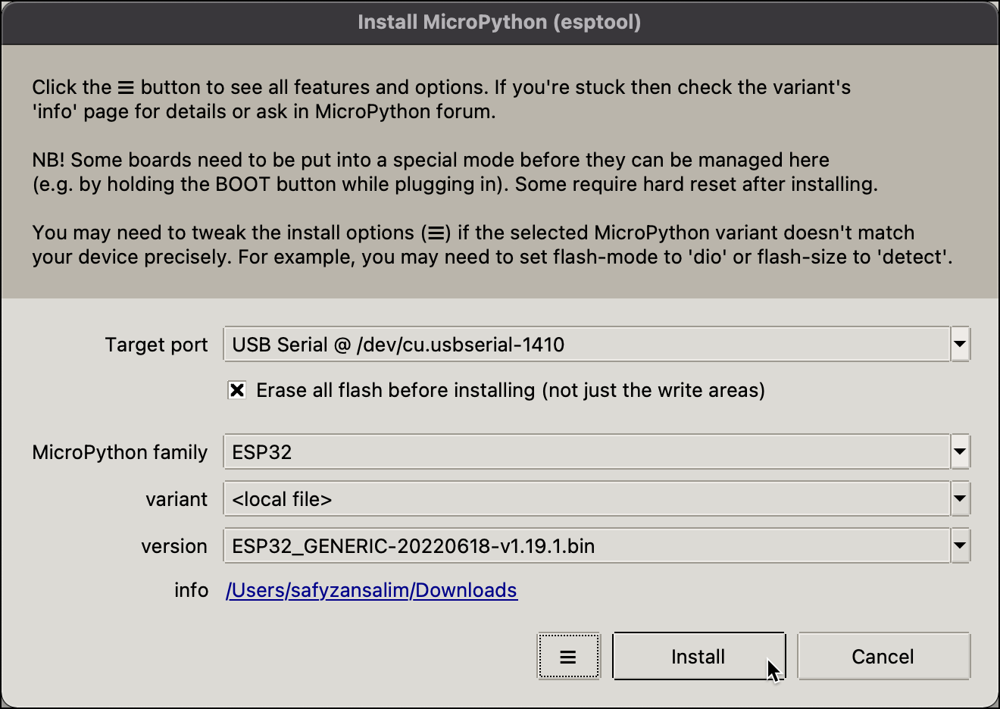 Install MicroPython (esptool)
Click the ≡ button to see all features and options. If you're stuck then check the variant's
'info' page for details or ask in MicroPython forum.
NB! Some boards need to be put into a special mode before they can be managed here
(e.g. by holding the BOOT button while plugging in). Some require hard reset after installing.
You may need to tweak the install options (≡) if the selected MicroPython variant doesn't match
your device precisely. For example, you may need to set flash-mode to 'dio' or flash-size to 'detect'.
Target port USB Serial @ /dev/cu.usbserial-1410
Erase all flash before installing (not just the write areas)
MicroPython family ESP32
variant <local file>
version ESP32_GENERIC-20220618-v1.19.1.bin
info /Users/safyzansalim/Downloads
≡ Install Cancel